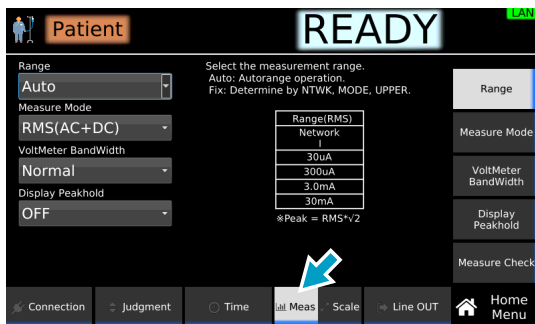 LAN
Patient
READY
Range
Auto
Measure Mode
RMS(AC+DC)
VoltMeter BandWidth
Normal
Display Peakhold
OFF
Select the measurement range.
Auto: Autorange operation.
Fix: Determine by NTWK, MODE, UPPER.
Range(RMS)
Network
I
30uA
300uA
3.0mA
30mA
※Peak = RMS*√2
Range
Measure Mode
VoltMeter
BandWidth
Display
Peakhold
Measure Check
Connection
Judgment
Time
Meas
Scale
Line OUT
Home
Menu